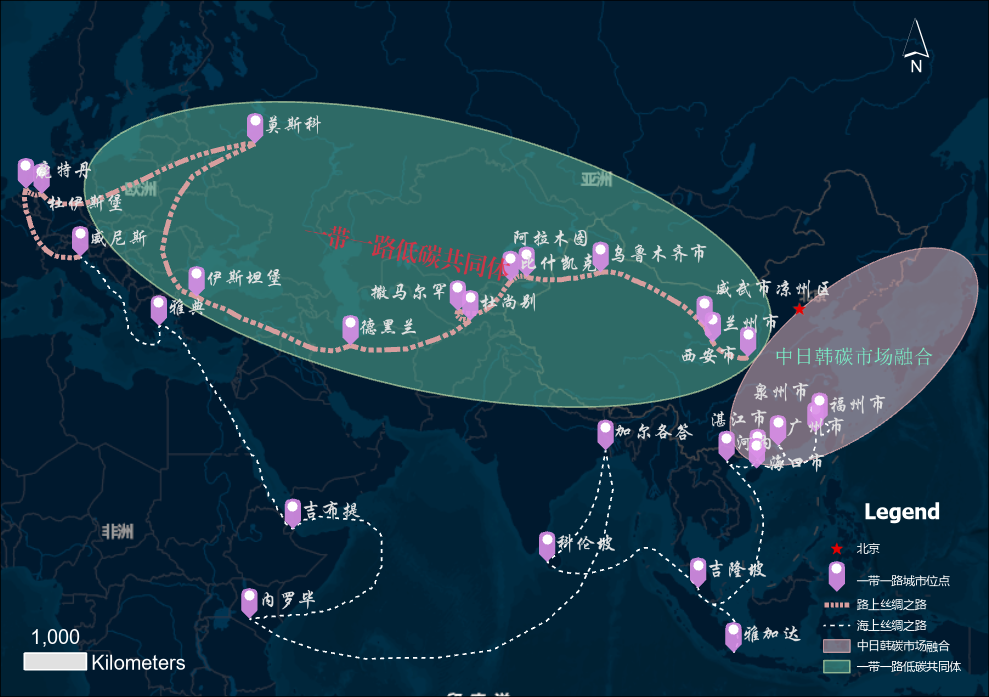 N
莫斯科
鹿特丹
欧洲
亚洲
杜伊斯堡
威尼斯
一带一路低碳共同体
阿拉木图
比什凯克
乌鲁木齐市
伊斯坦堡
撒马尔罕
杜尚别
威武市凉州区
雅典
德黑兰
兰州市
西安市
中日韩碳市场融合
泉州市
福州市
湛江市
广州市
加尔各答
河内
海口市
吉布提
非洲
科伦坡
吉隆坡
内罗毕
雅加达
Legend
北京
一带一路城市位点
路上丝绸之路
海上丝绸之路
中日韩碳市场融合
一带一路低碳共同体
1,000
Kilometers